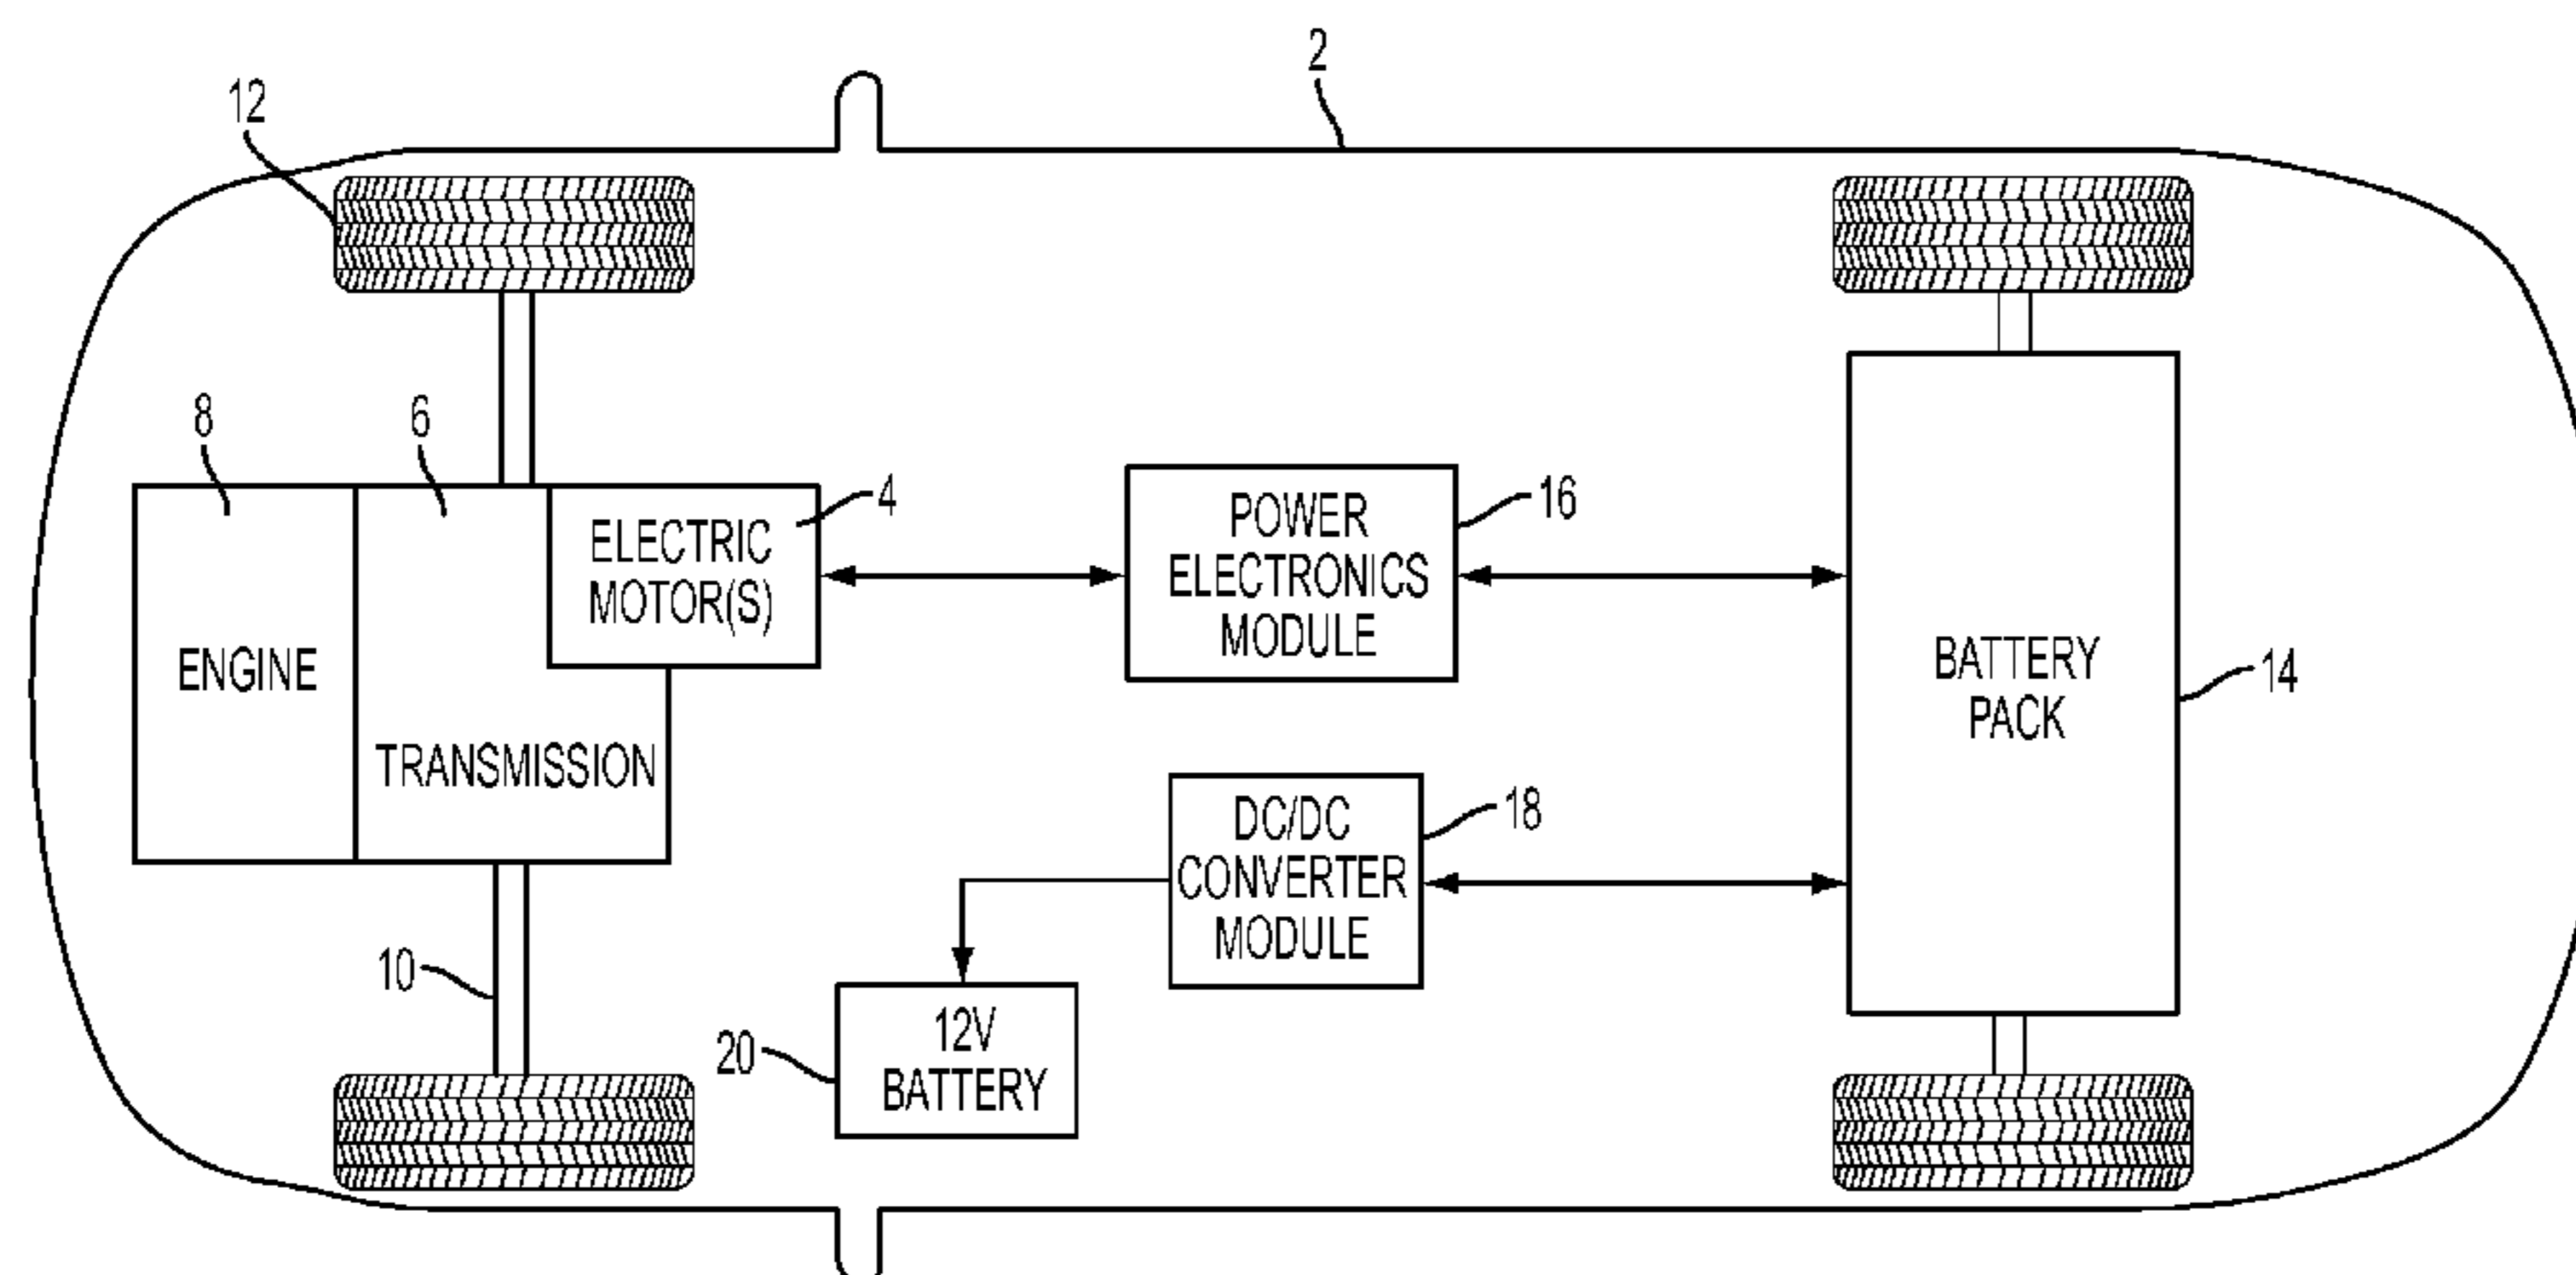 2
12
8
6
4
ELECTRIC
MOTOR(S)
POWER
ELECTRONICS
MODULE
16
ENGINE
TRANSMISSION
BATTERY
PACK
14
DC/DC
CONVERTER
MODULE
18
10
12V
BATTERY
20